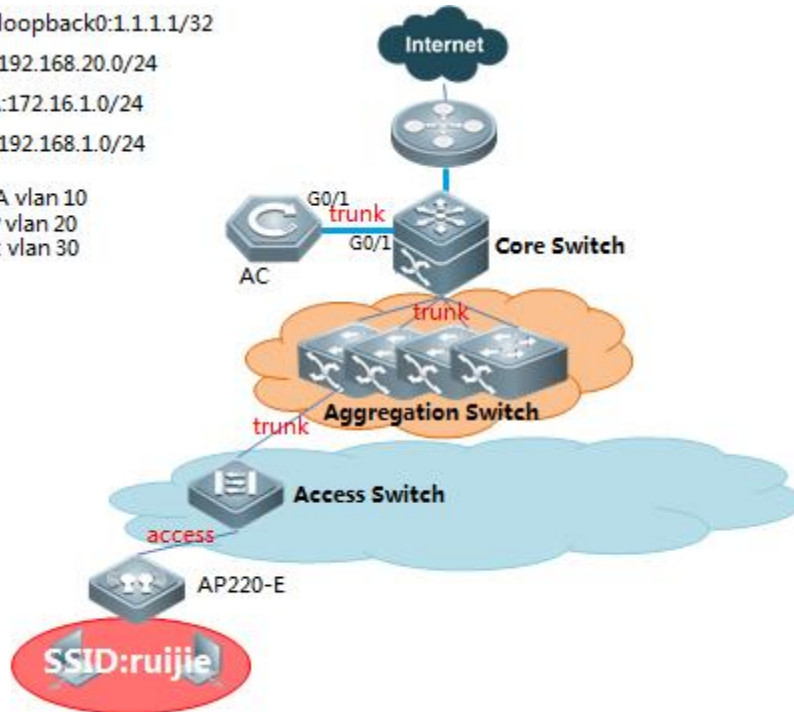 loopback0:1.1.1.1/32
192.168.20.0/24
:172.16.1.0/24
192.168.1.0/24
A vlan 10
vlan 20
: vlan 30
Internet
G0/1
trunk
G0/1
AC
Core Switch
trunk
Aggregation Switch
trunk
Access Switch
access
AP220-E
SSID:ruijie